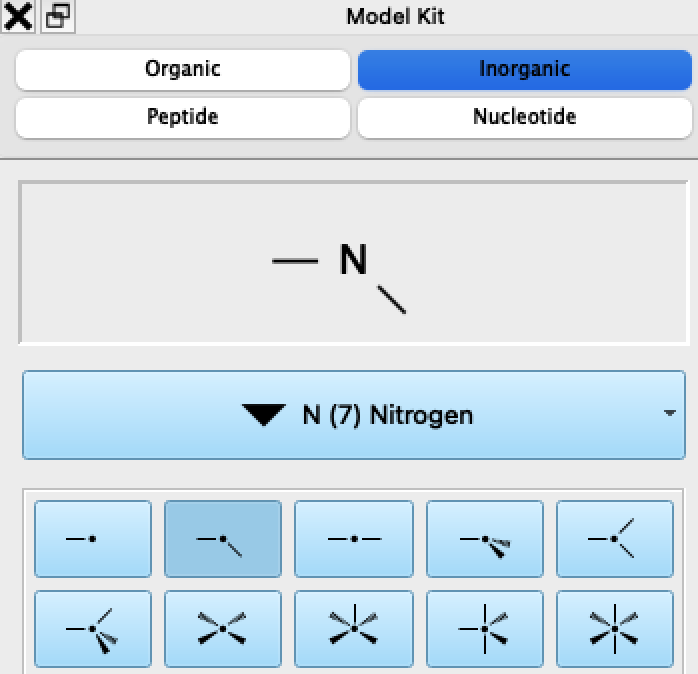 Model Kit
Organic
Inorganic
Peptide
Nucleotide
N
N (7) Nitrogen